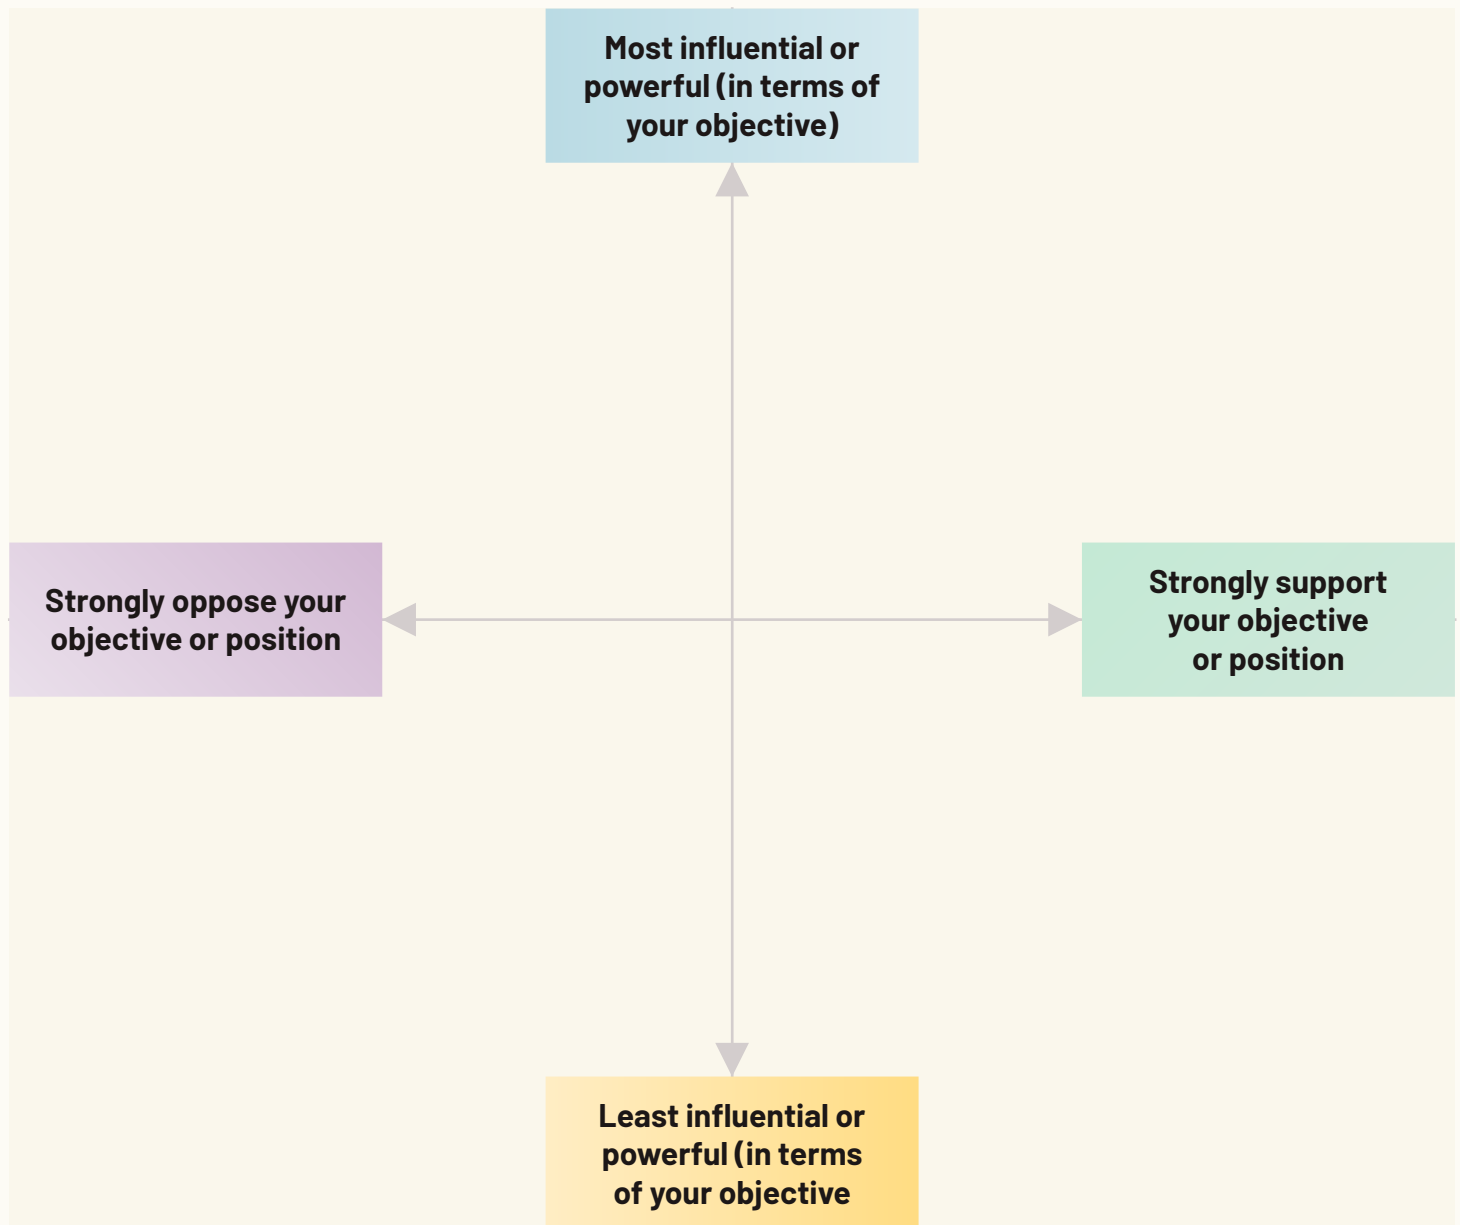 Most influential or
powerful (in terms of
your objective)
Strongly oppose your
objective or position
Strongly support
your objective
or position
Least influential or
powerful (in terms
of your objective